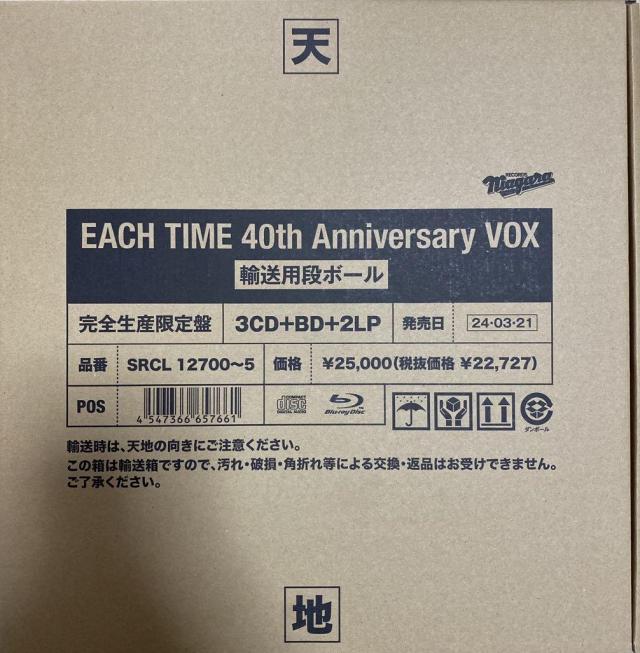 天
RECORDS
Niagara
EACH TIME 40th Anniversary VOX
輸送用段ボール
完全生産限定盤 3CD+BD+2LP 発売日 24・03・21
品番 SRCL 12700〜5 価格 ¥25,000(税抜価格 ¥22,727)
POS 4 547366 657661 COMPACT disc DIGITAL AUDIO Blu-ray Disc ダンボール
輸送時は、天地の向きにご注意ください。
この箱は輸送箱ですので、汚れ・破損・角折れ等による交換・返品はお受けできません。
ご了承ください。
地